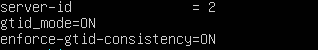 server-id               = 2
gtid_mode=ON
enforce-gtid-consistency=ON